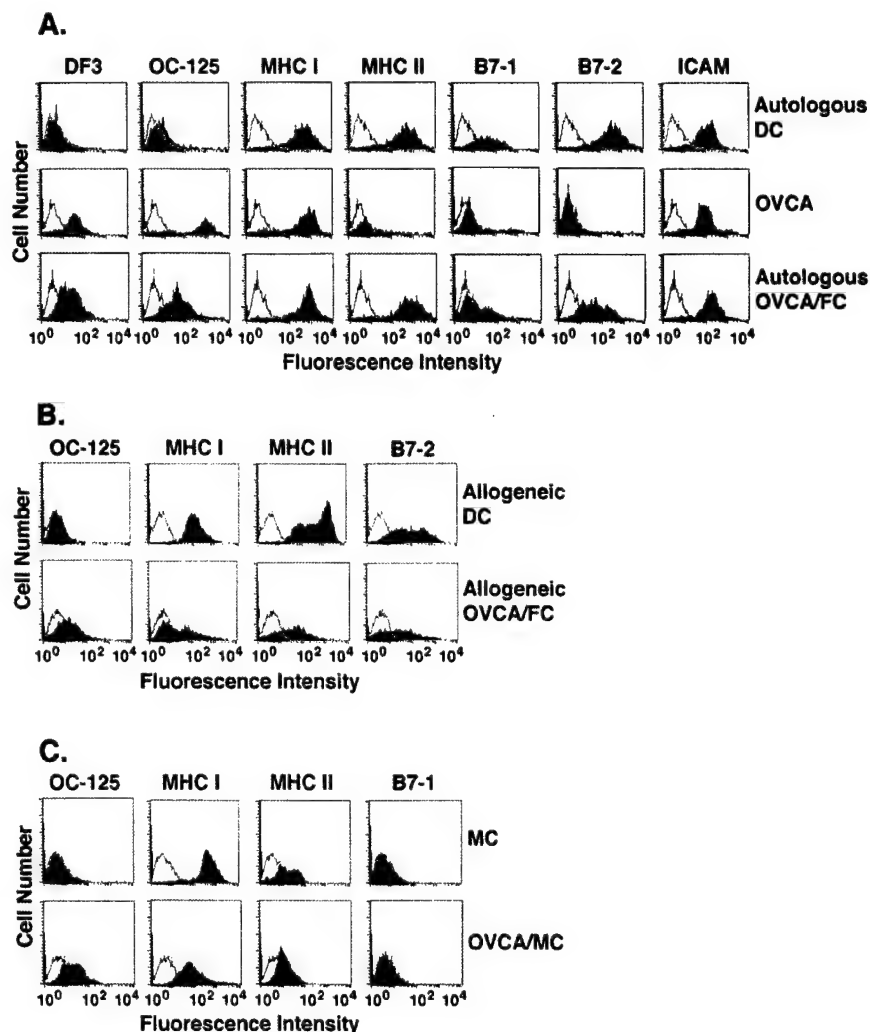 A.
DF3 OC-125 MHC I MHC II B7-1 B7-2 ICAM
Autologous
DC
OVCA
Autologous
OVCA/FC
Cell Number
10⁰ 10² 10⁴ 10⁰ 10² 10⁴ 10⁰ 10² 10⁴ 10⁰ 10² 10⁴ 10⁰ 10² 10⁴ 10⁰ 10² 10⁴ 10⁰ 10² 10⁴
Fluorescence Intensity
B.
OC-125 MHC I MHC II B7-2
Allogeneic
DC
Allogeneic
OVCA/FC
Cell Number
10⁰ 10² 10⁴ 10⁰ 10² 10⁴ 10⁰ 10² 10⁴ 10⁰ 10² 10⁴
Fluorescence Intensity
C.
OC-125 MHC I MHC II B7-1
MC
OVCA/MC
Cell Number
10⁰ 10² 10⁴ 10⁰ 10² 10⁴ 10⁰ 10² 10⁴ 10⁰ 10² 10⁴
Fluorescence Intensity